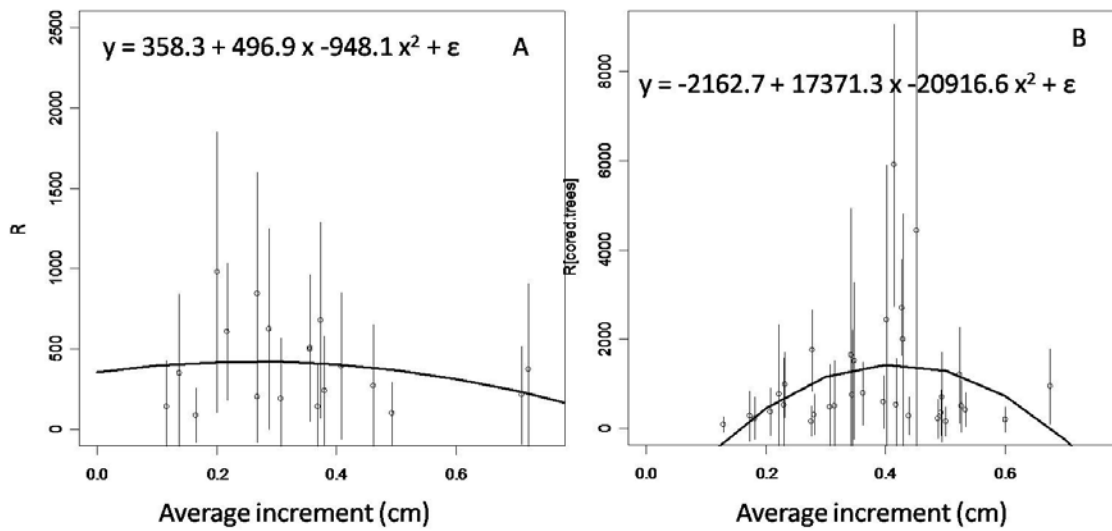 y = 358.3 + 496.9 x -948.1 x² + ε
A
2500
2000
1500
1000
500
0
R
0.0 0.2 0.4 0.6
Average increment (cm)
B
y = -2162.7 + 17371.3 x -20916.6 x² + ε
8000
6000
4000
2000
0
R[cored.trees]
0.0 0.2 0.4 0.6
Average increment (cm)